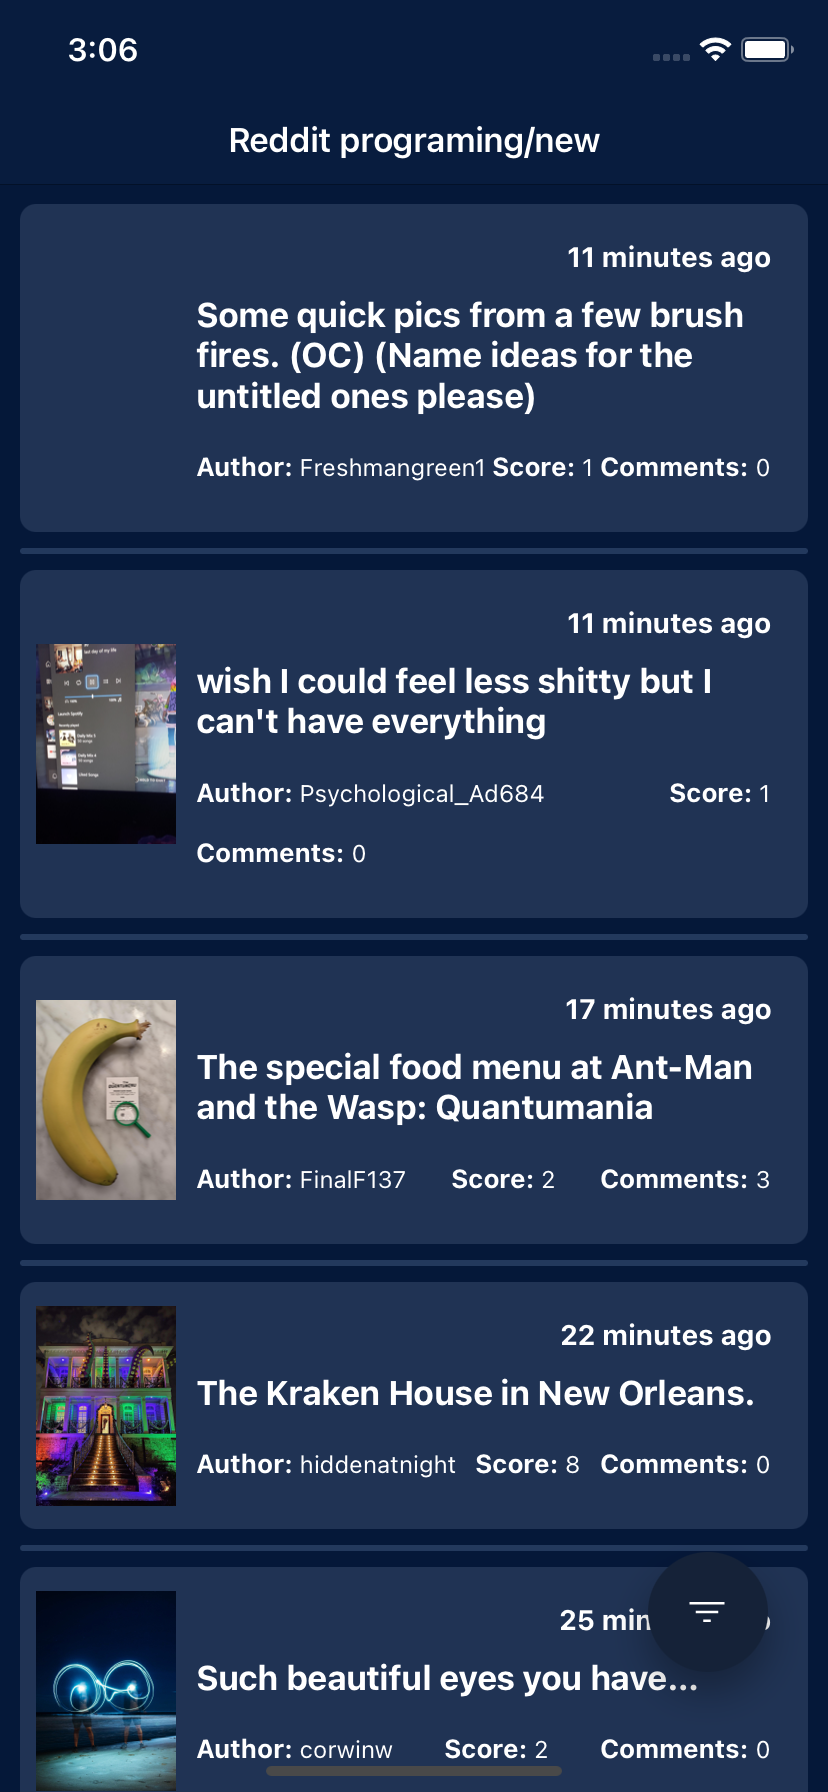 3:06
Reddit programing/new
11 minutes ago
Some quick pics from a few brush
fires. (OC) (Name ideas for the
untitled ones please)
Author: Freshmangreen1 Score: 1 Comments: 0
11 minutes ago
last day of my life
wish I could feel less shitty but I
can't have everything
Author: Psychological_Ad684 Score: 1
Comments: 0
17 minutes ago
The special food menu at Ant-Man
and the Wasp: Quantumania
Author: FinalF137 Score: 2 Comments: 3
22 minutes ago
The Kraken House in New Orleans.
Author: hiddenatnight Score: 8 Comments: 0
25 min
Such beautiful eyes you have...
Author: corwinw Score: 2 Comments: 0